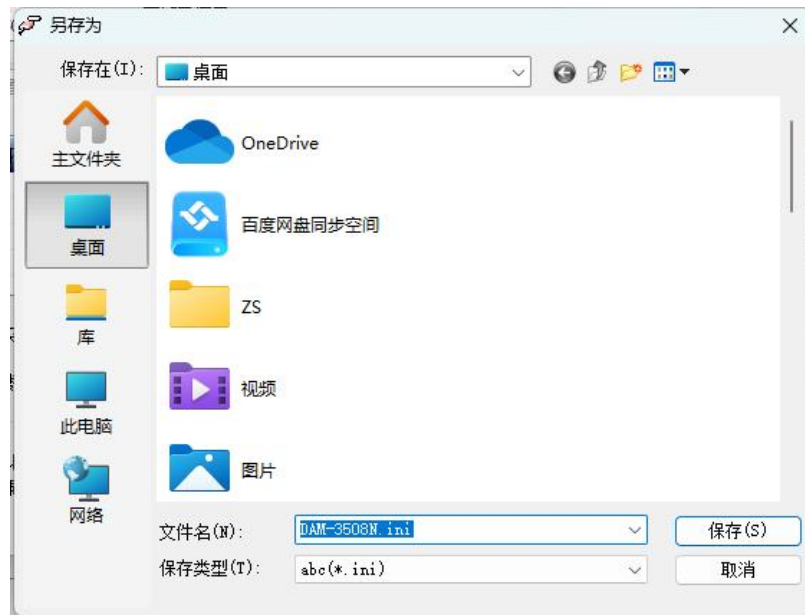 另存为
保存在(I):
桌面
主文件夹
桌面
库
此电脑
网络
OneDrive
百度网盘同步空间
ZS
视频
图片
文件名(N):
DAM-3508N.ini
保存(S)
保存类型(T):
abc(*.ini)
取消